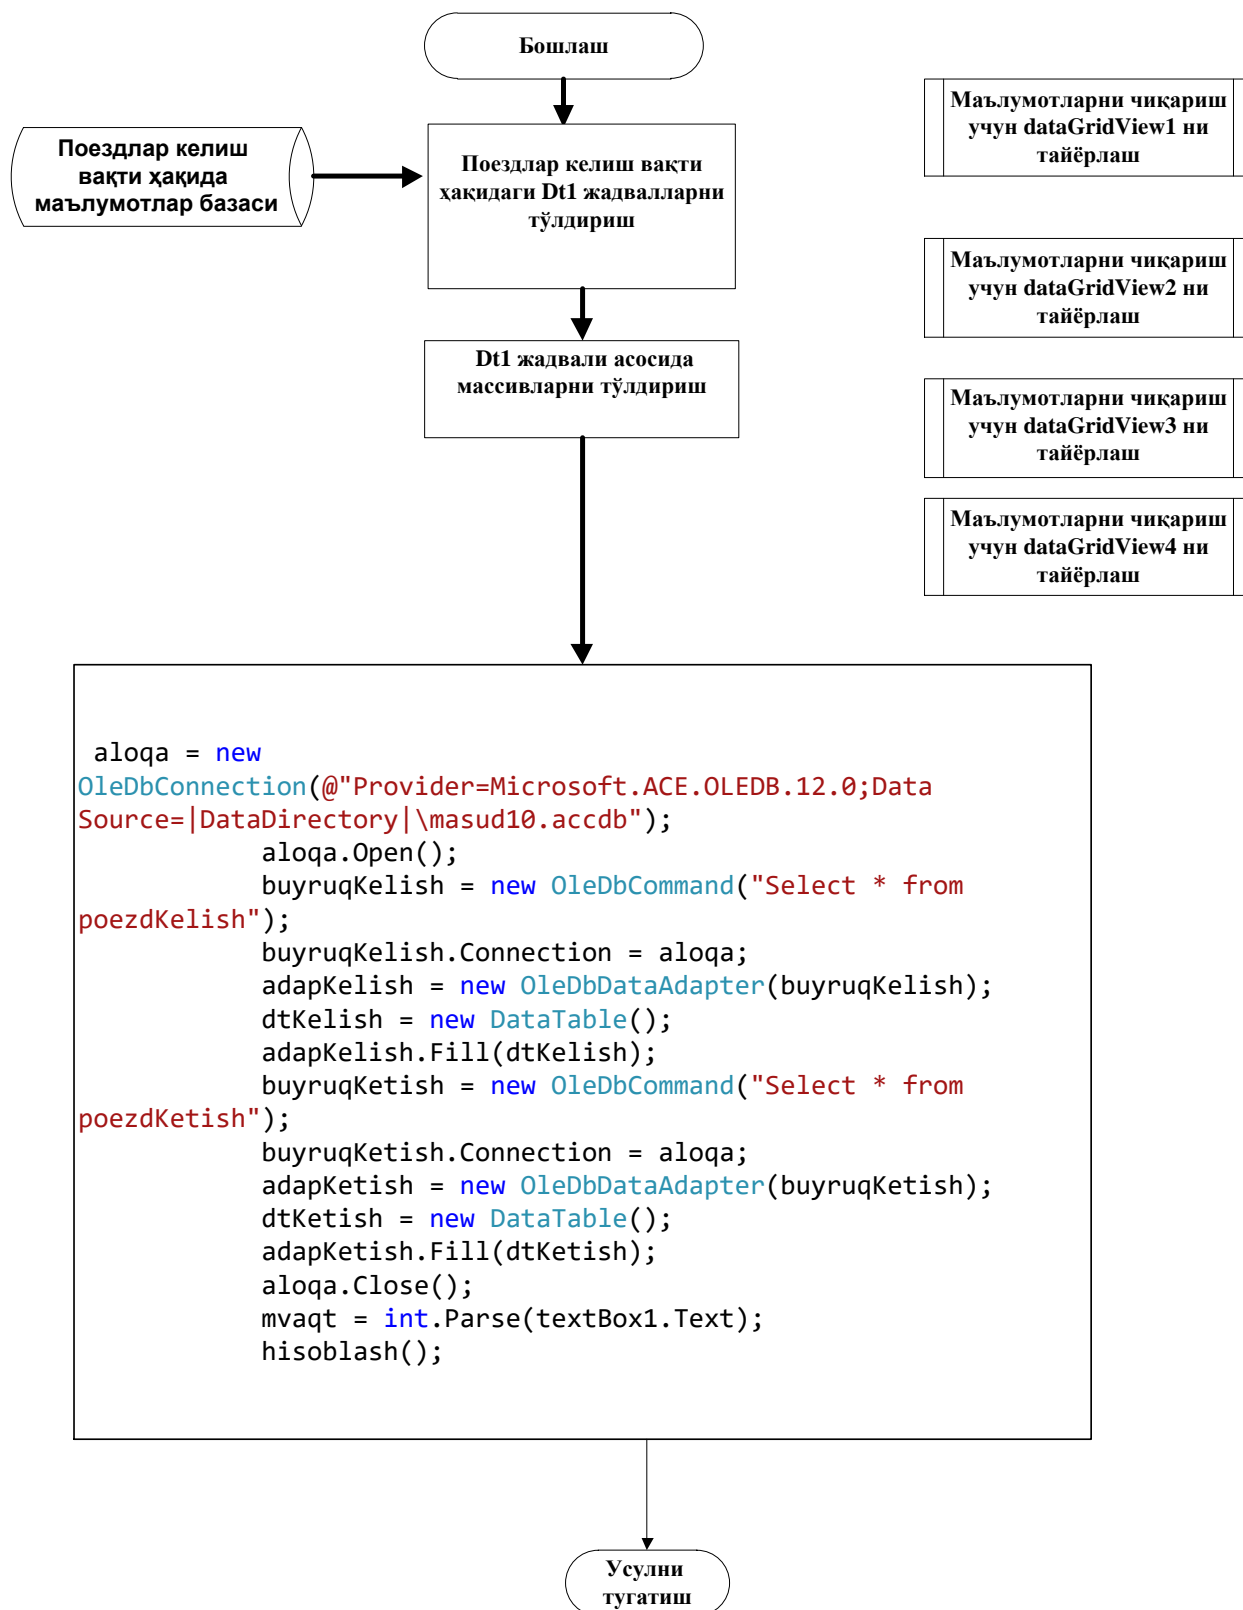 Бошлаш
Поездлар келиш
вақти ҳақида
маълумотлар базаси
Поездлар келиш вақти
ҳақидаги Dt1 жадвалларни
тўлдириш
Dt1 жадвали асосида
массивларни тўлдириш
Маълумотларни чиқариш
учун dataGridView1 ни
тайёрлаш
Маълумотларни чиқариш
учун dataGridView2 ни
тайёрлаш
Маълумотларни чиқариш
учун dataGridView3 ни
тайёрлаш
Маълумотларни чиқариш
учун dataGridView4 ни
тайёрлаш
aloqa = new
OleDbConnection(@"Provider=Microsoft.ACE.OLEDB.12.0;Data
Source=|DataDirectory|\masud10.accdb");
aloqa.Open();
buyruqKelish = new OleDbCommand("Select * from
poezdKelish");
buyruqKelish.Connection = aloqa;
adapKelish = new OleDbDataAdapter(buyruqKelish);
dtKelish = new DataTable();
adapKelish.Fill(dtKelish);
buyruqKetish = new OleDbCommand("Select * from
poezdKetish");
buyruqKetish.Connection = aloqa;
adapKetish = new OleDbDataAdapter(buyruqKetish);
dtKetish = new DataTable();
adapKetish.Fill(dtKetish);
aloqa.Close();
mvaqt = int.Parse(textBox1.Text);
hisoblash();
Усулни
тугатиш